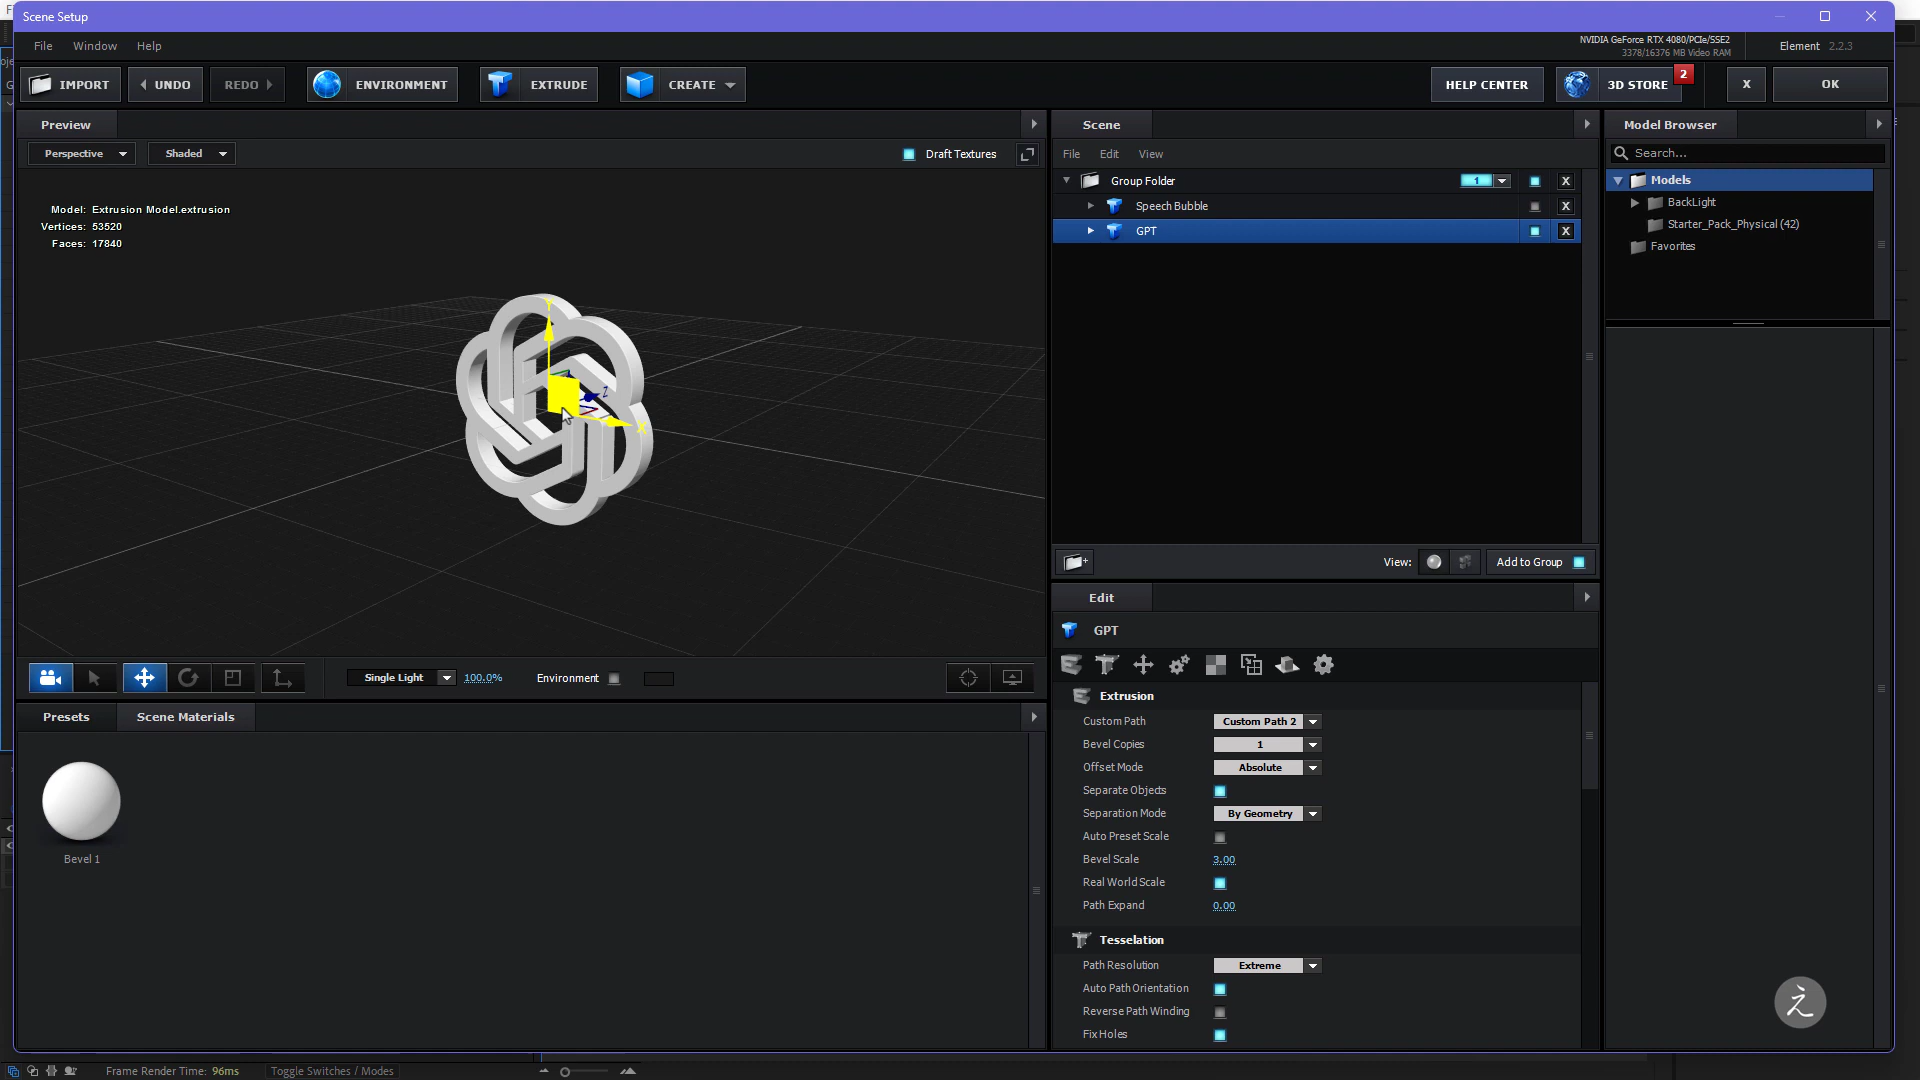 Scene Setup
File Window Help
NVIDIA GeForce RTX 4080/PCIe/SSE2
3378/16376 MB Video RAM
Element 2.2.3
IMPORT UNDO REDO ENVIRONMENT EXTRUDE CREATE HELP CENTER 3D STORE 2 X OK
Preview
Perspective Shaded Draft Textures
Model: Extrusion Model.extrusion
Vertices: 53520
Faces: 17840
Y
Z
X
Single Light 100.0% Environment
Presets Scene Materials
Bevel 1
Scene
File Edit View
Group Folder 1 X
Speech Bubble X
GPT X
View: Add to Group
Edit
GPT
Extrusion
Custom Path Custom Path 2
Bevel Copies 1
Offset Mode Absolute
Separate Objects
Separation Mode By Geometry
Auto Preset Scale
Bevel Scale 3.00
Real World Scale
Path Expand 0.00
Tesselation
Path Resolution Extreme
Auto Path Orientation
Reverse Path Winding
Fix Holes
Model Browser
Search...
Models
BackLight
Starter_Pack_Physical (42)
Favorites
之
Frame Render Time: 96ms Toggle Switches / Modes